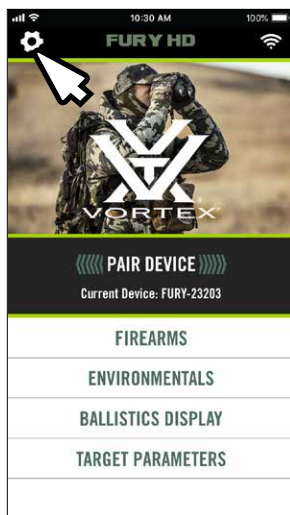 10:30 AM
100%
FURY HD
VORTEX
PAIR DEVICE
Current Device: FURY-23203
FIREARMS
ENVIRONMENTALS
BALLISTICS DISPLAY
TARGET PARAMETERS